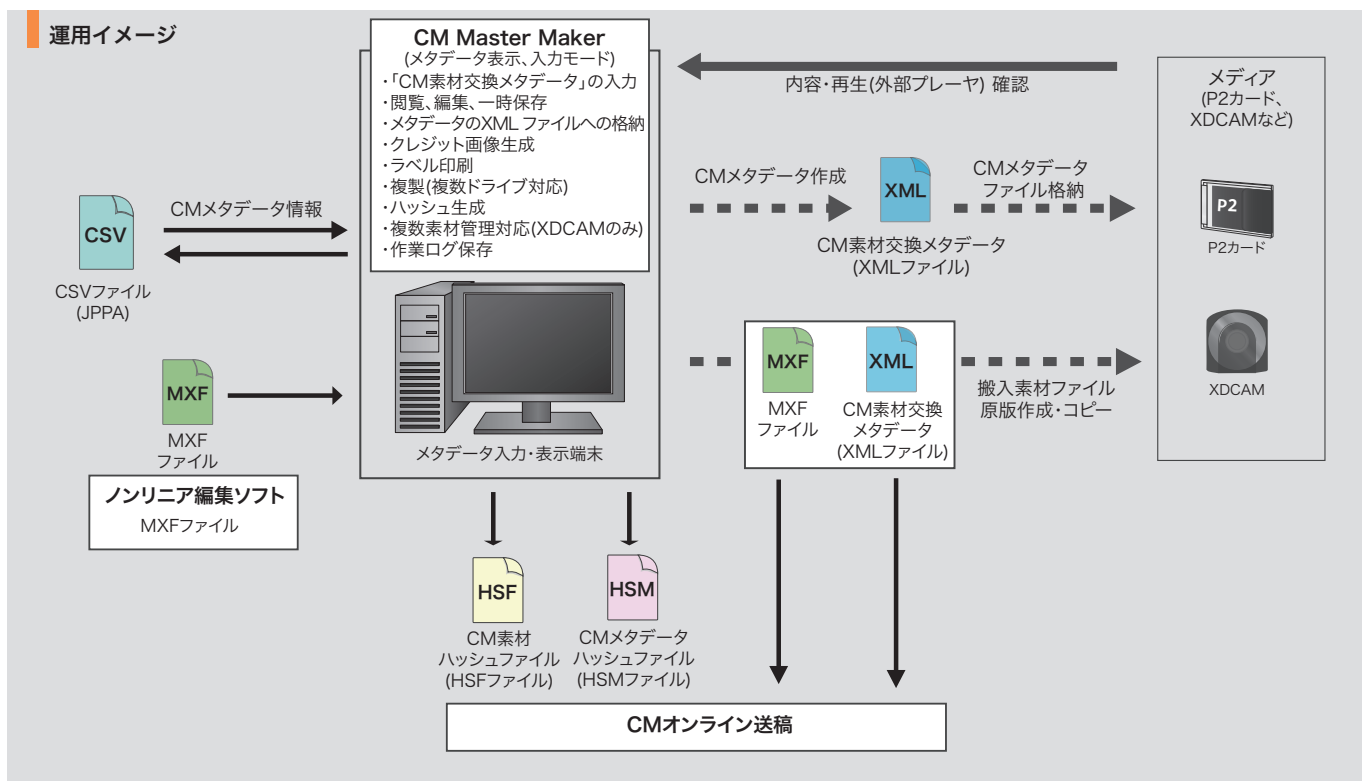 運用イメージ
CM Master Maker
(メタデータ表示、入力モード)
・「CM素材交換メタデータ」の入力
・閲覧、編集、一時保存
・メタデータのXML ファイルへの格納
・クレジット画像生成
・ラベル印刷
・複製(複数ドライブ対応)
・ハッシュ生成
・複数素材管理対応(XDCAMのみ)
・作業ログ保存
メタデータ入力・表示端末
CMメタデータ情報
CSV
CSVファイル
(JPPA)
MXF
MXF
ファイル
ノンリニア編集ソフト
MXFファイル
内容・再生(外部プレーヤ) 確認
CMメタデータ作成
XML
CM素材交換メタデータ
(XMLファイル)
CMメタデータ
ファイル格納
メディア
(P2カード、
XDCAMなど)
P2
P2カード
XDCAM
MXF
MXF
ファイル
XML
CM素材交換
メタデータ
(XMLファイル)
搬入素材ファイル
原版作成・コピー
HSF
CM素材
ハッシュファイル
(HSFファイル)
HSM
CMメタデータ
ハッシュファイル
(HSMファイル)
CMオンライン送稿